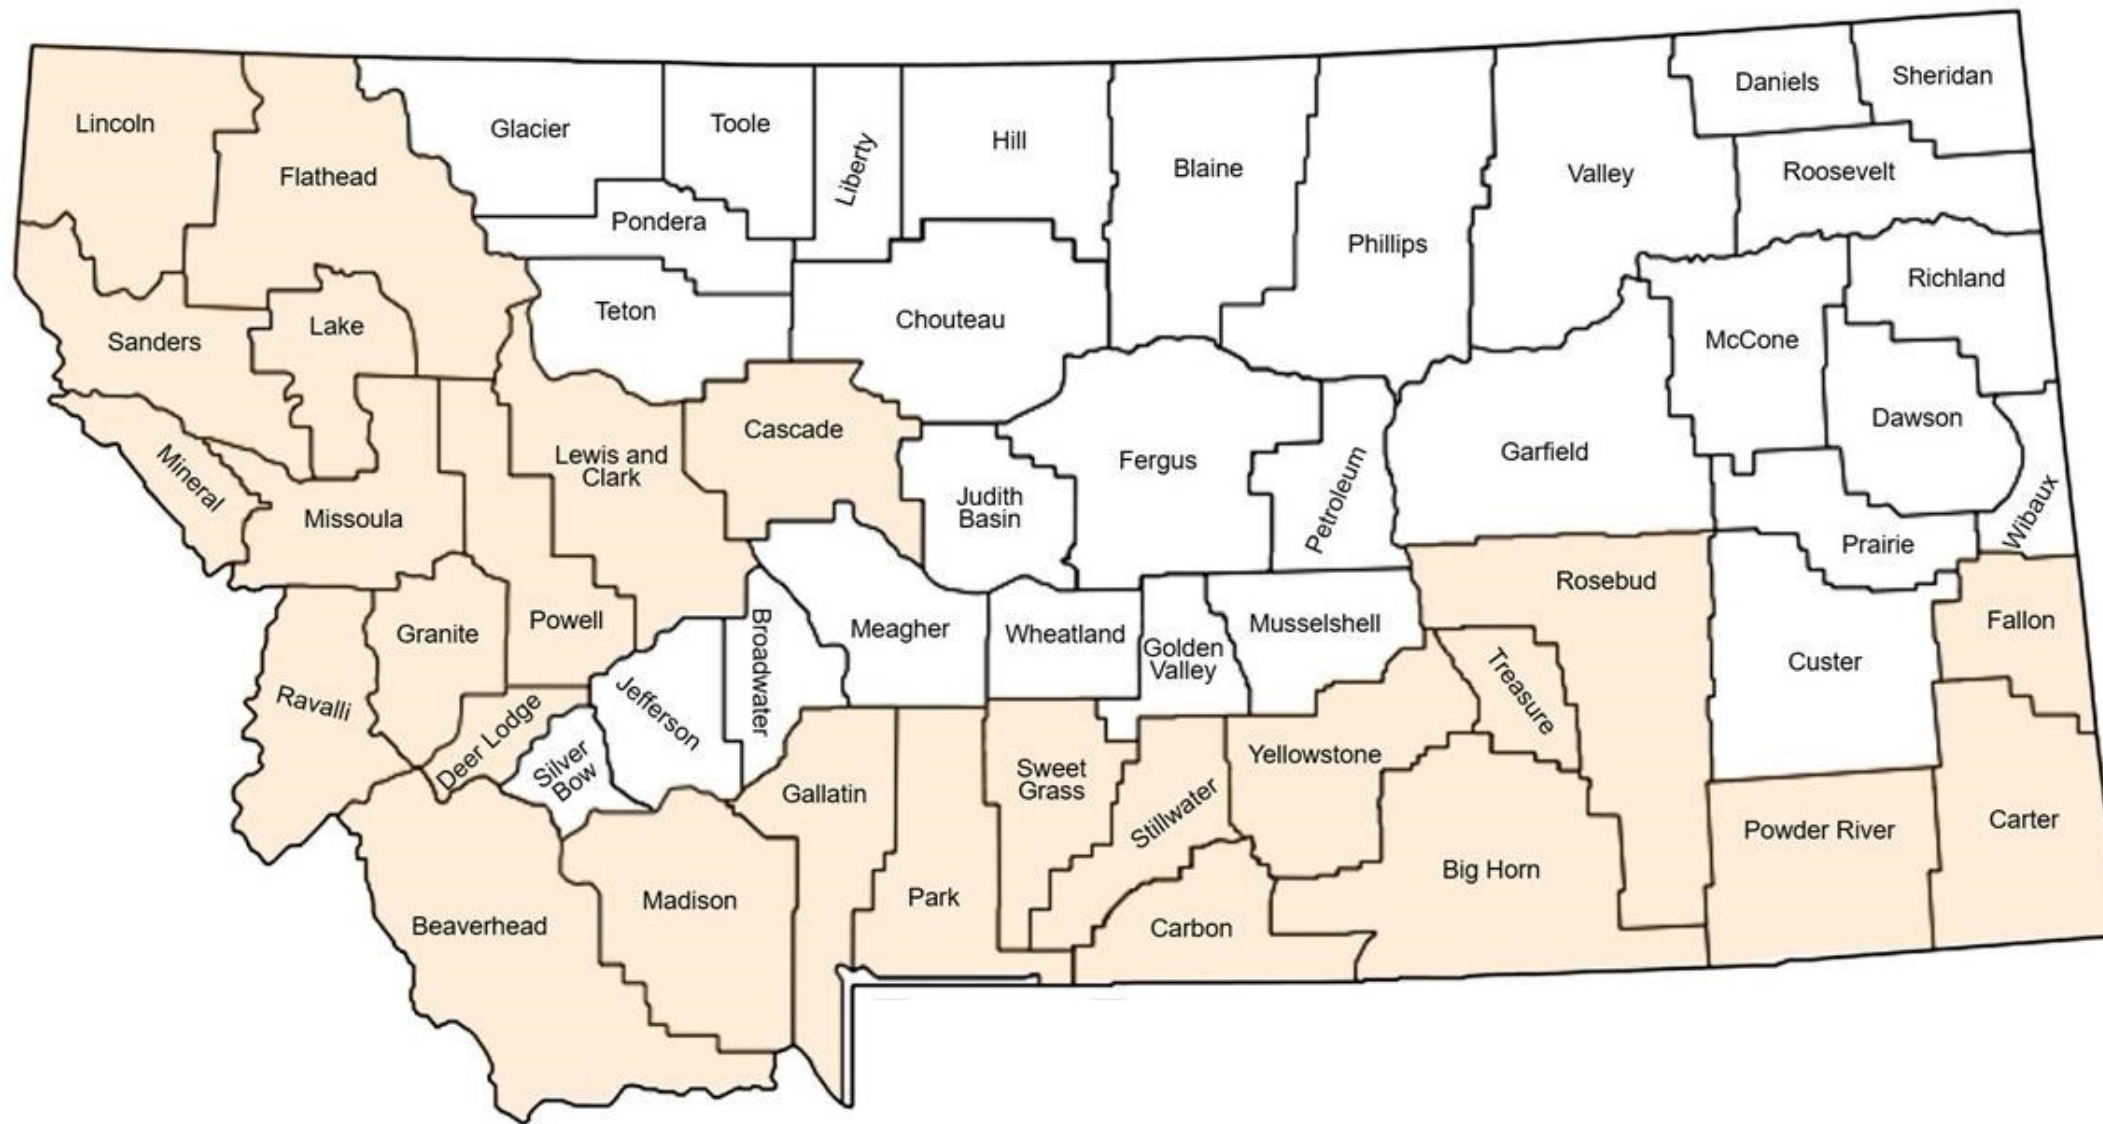 Lincoln
Flathead
Glacier
Toole
Liberty
Hill
Blaine
Phillips
Valley
Daniels
Sheridan
Roosevelt
Pondera
Teton
Chouteau
Richland
McCone
Dawson
Wibaux
Sanders
Lake
Cascade
Lewis and
Clark
Judith
Basin
Fergus
Petroleum
Garfield
Prairie
Mineral
Missoula
Granite
Powell
Broadwater
Meagher
Wheatland
Golden
Valley
Musselshell
Rosebud
Treasure
Custer
Fallon
Ravalli
Deer Lodge
Silver
Bow
Jefferson
Gallatin
Sweet
Grass
Stillwater
Yellowstone
Big Horn
Powder River
Carter
Beaverhead
Madison
Park
Carbon